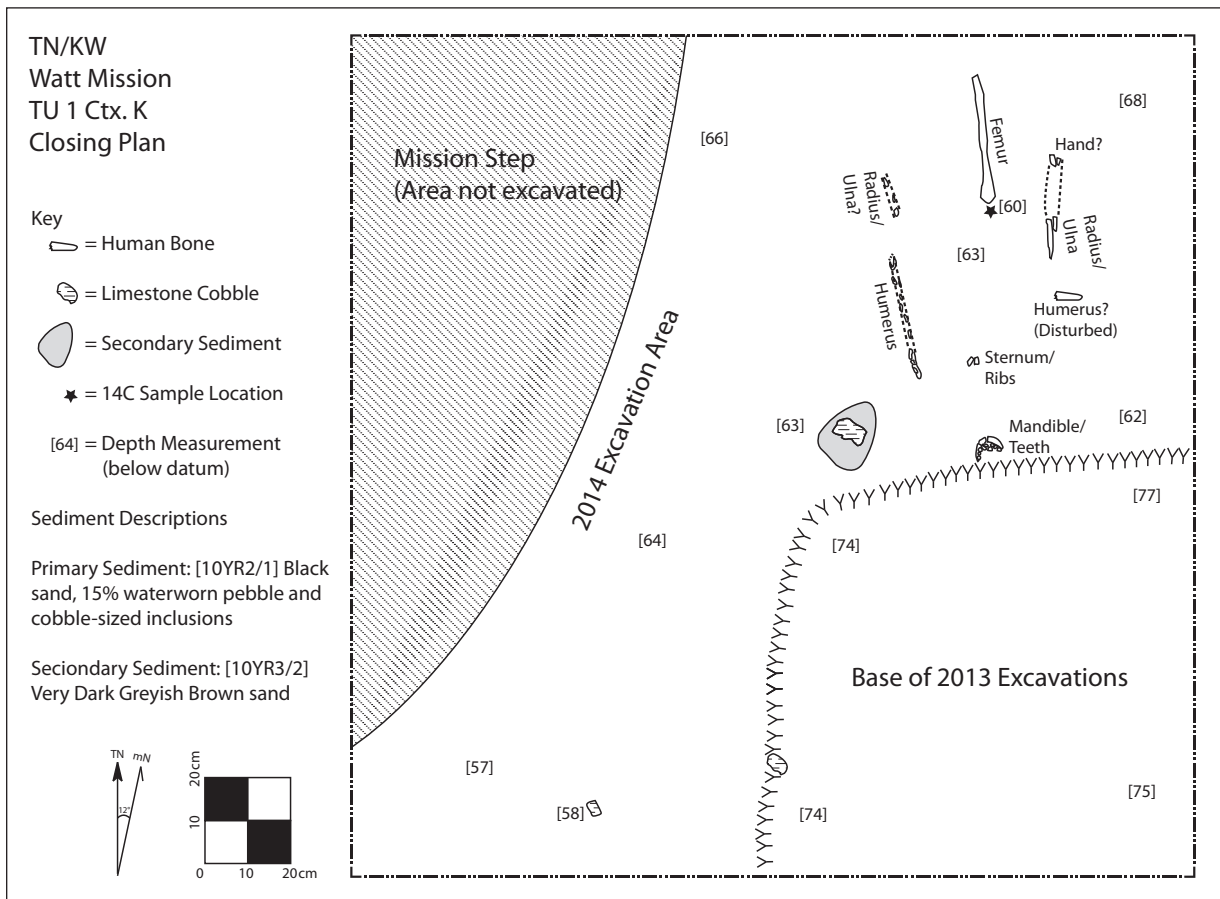 TN/KW
Watt Mission
TU 1 Ctx. K
Closing Plan
Key
= Human Bone
= Limestone Cobble
= Secondary Sediment
= 14C Sample Location
[64] = Depth Measurement
(below datum)
Sediment Descriptions
Primary Sediment: [10YR2/1] Black
sand, 15% waterworn pebble and
cobble-sized inclusions
Seciondary Sediment: [10YR3/2]
Very Dark Greyish Brown sand
TN
mN
12°
20cm
10
0
10
20cm
Mission Step
(Area not excavated)
2014 Excavation Area
[66]
[68]
Femur
Hand?
Radius/
Ulna?
[60]
Radius/
Ulna
[63]
Humerus
Humerus?
(Disturbed)
Sternum/
Ribs
[63]
[62]
Mandible/
Teeth
[77]
[64]
[74]
Base of 2013 Excavations
[57]
[58]
[74]
[75]